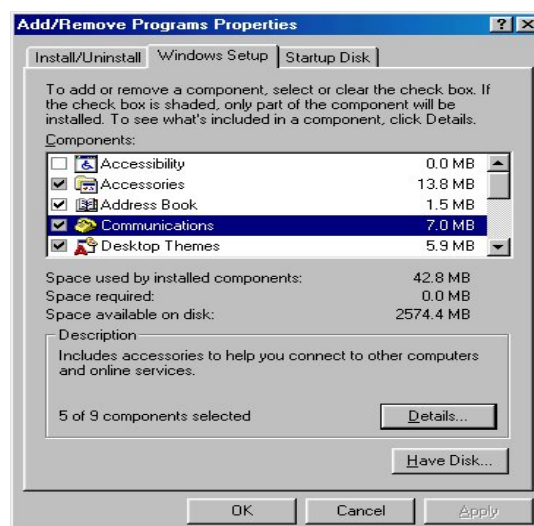 Add/Remove Programs Properties
Install/Uninstall Windows Setup Startup Disk
To add or remove a component, select or clear the check box. If
the check box is shaded, only part of the component will be
installed. To see what's included in a component, click Details.
Components:
Accessibility 0.0 MB
Accessories 13.8 MB
Address Book 1.5 MB
Communications 7.0 MB
Desktop Themes 5.9 MB
Space used by installed components: 42.8 MB
Space required: 0.0 MB
Space available on disk: 2574.4 MB
Description
Includes accessories to help you connect to other computers
and online services.
5 of 9 components selected Details...
Have Disk...
OK Cancel Apply